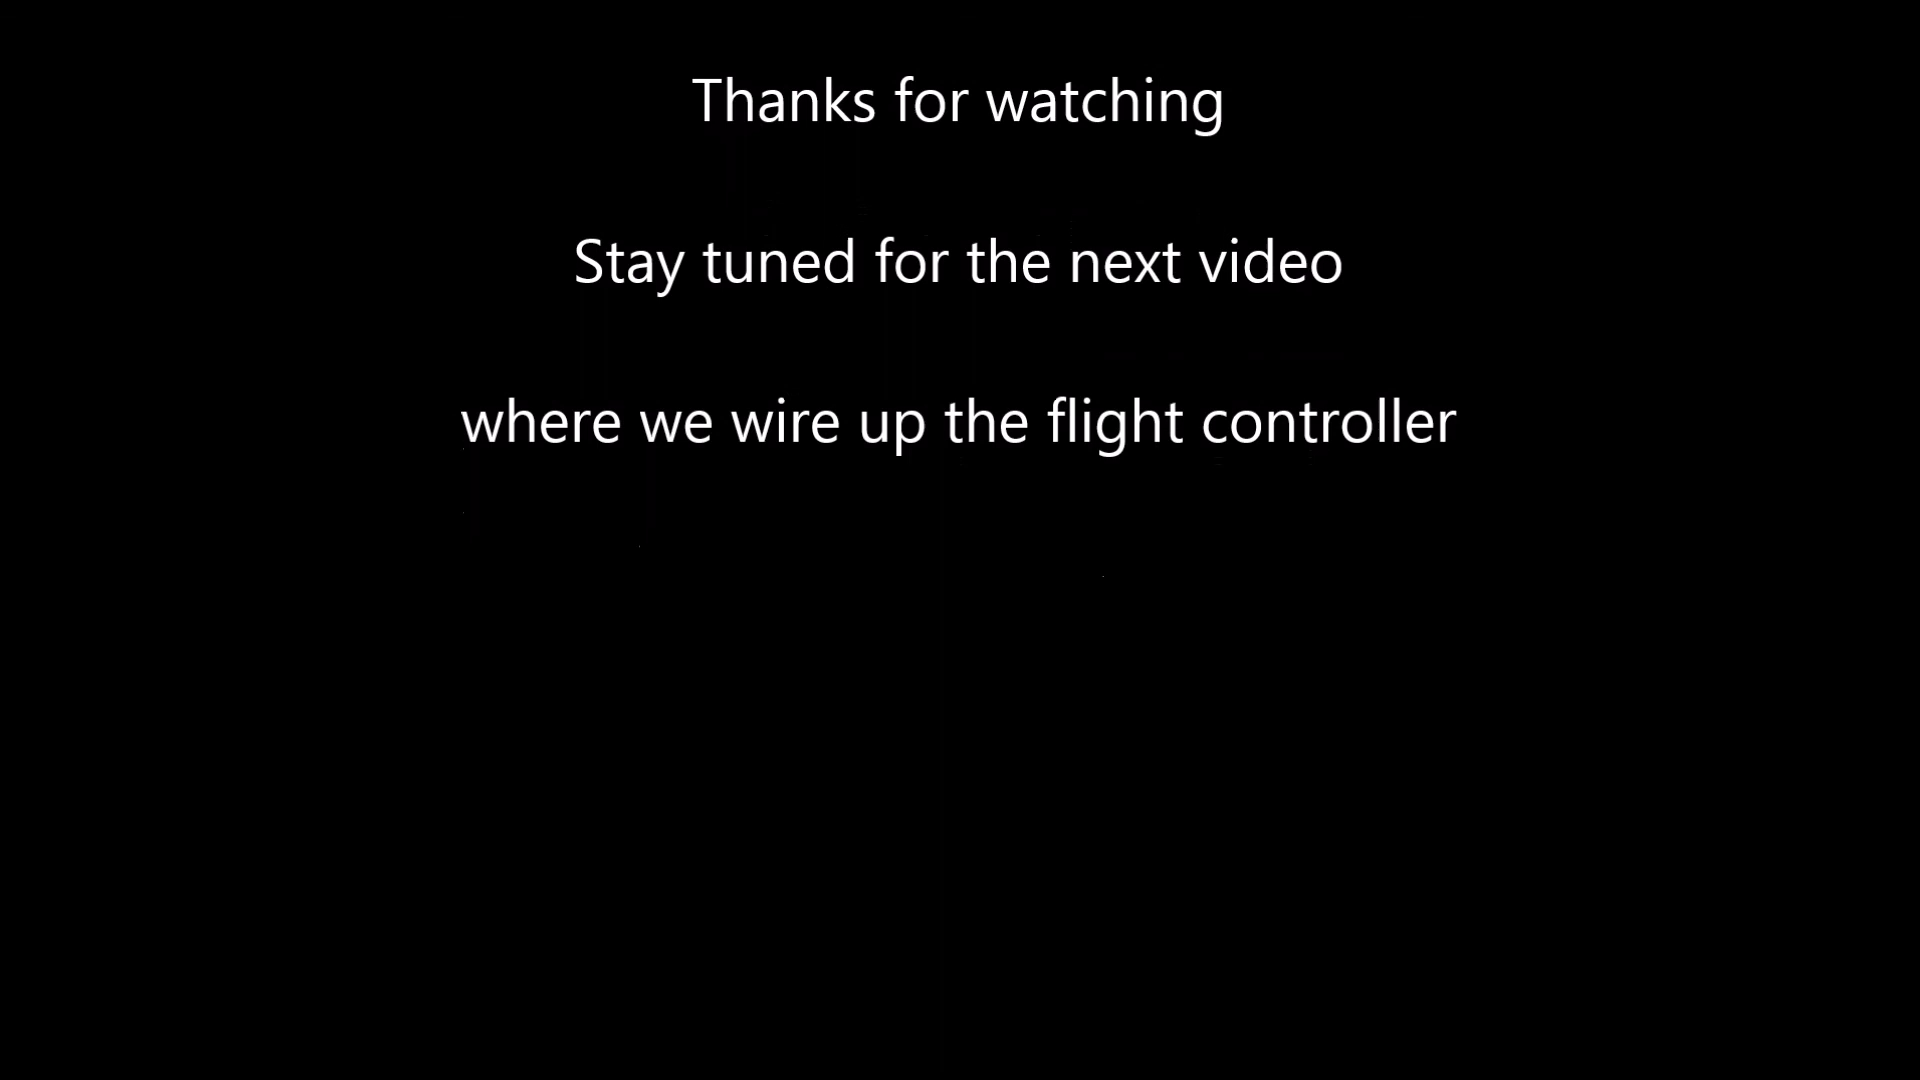 Thanks for watching
Stay tuned for the next video
where we wire up the flight controller